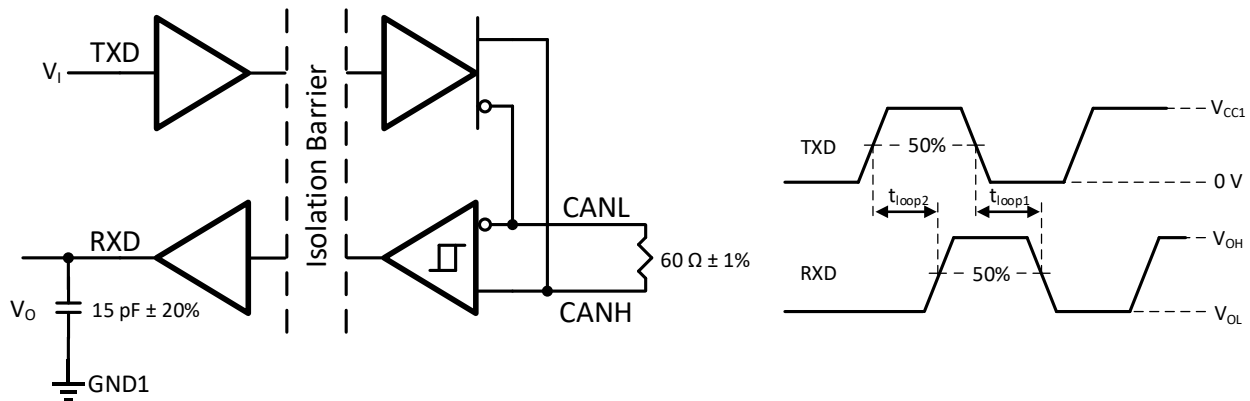 TXD
V_I
Isolation Barrier
CANL
RXD
60 Ω ± 1%
V_O
15 pF ± 20%
CANH
GND1
V_CC1
TXD
50%
0 V
t_loop2
t_loop1
V_OH
RXD
50%
V_OL